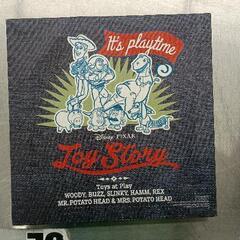 It's playtime
Disney · PIXAR
Toy Story
Toys at Play
WOODY, BUZZ, SLINKY, HAMM, REX
MR. POTATO HEAD & MRS. POTATO HEAD